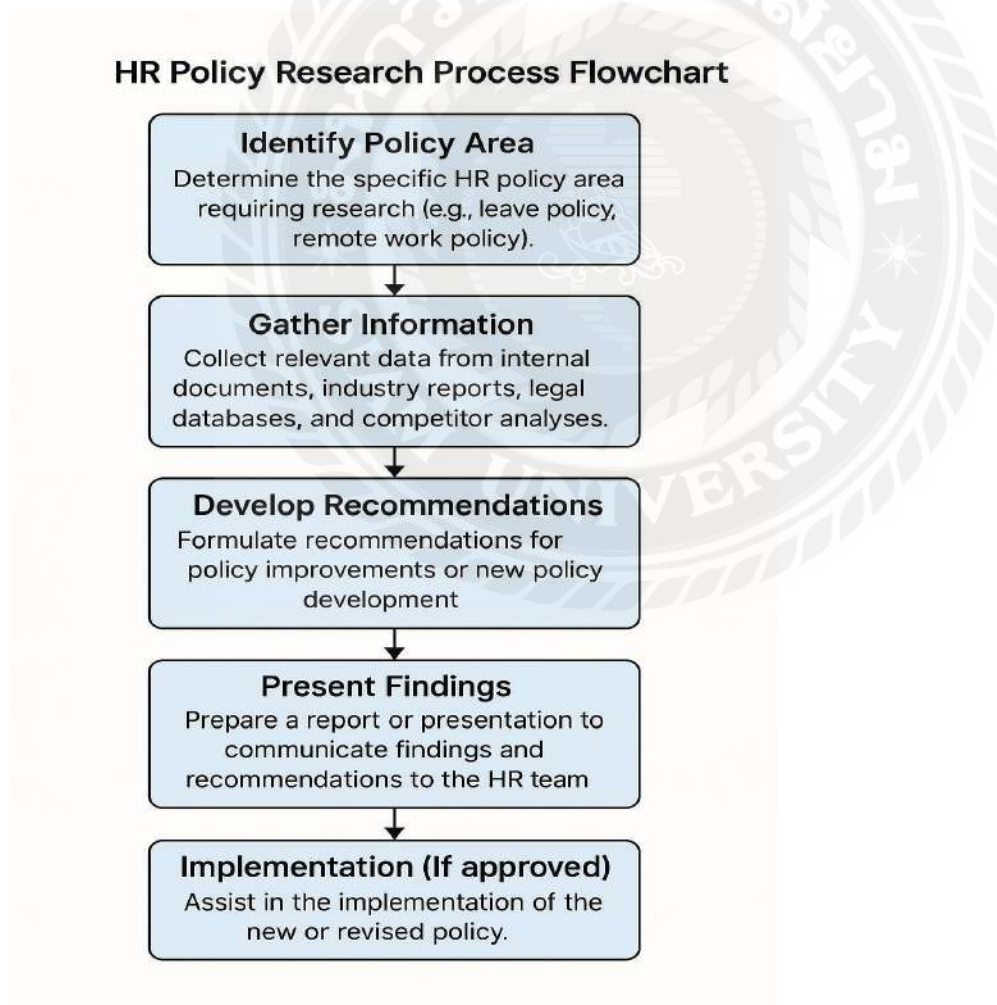 HR Policy Research Process Flowchart
Identify Policy Area
Determine the specific HR policy area
requiring research (e.g., leave policy,
remote work policy).
Gather Information
Collect relevant data from internal
documents, industry reports, legal
databases, and competitor analyses.
Develop Recommendations
Formulate recommendations for
policy improvements or new policy
development
Present Findings
Prepare a report or presentation to
communicate findings and
recommendations to the HR team
Implementation (If approved)
Assist in the implementation of the
new or revised policy.
UNIVERSITY